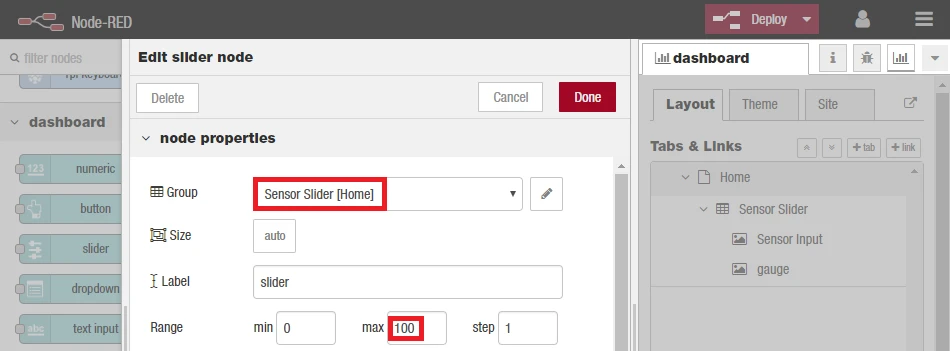 Node-RED
Deploy
filter nodes
rpi keyboard
dashboard
numeric
button
slider
dropdown
text input
Edit slider node
Delete
Cancel
Done
node properties
Group
Sensor Slider [Home]
Size
auto
Label
slider
Range
min 0
max 100
step 1
dashboard
Layout
Theme
Site
Tabs & Links
+ tab
+ link
Home
Sensor Slider
Sensor Input
gauge